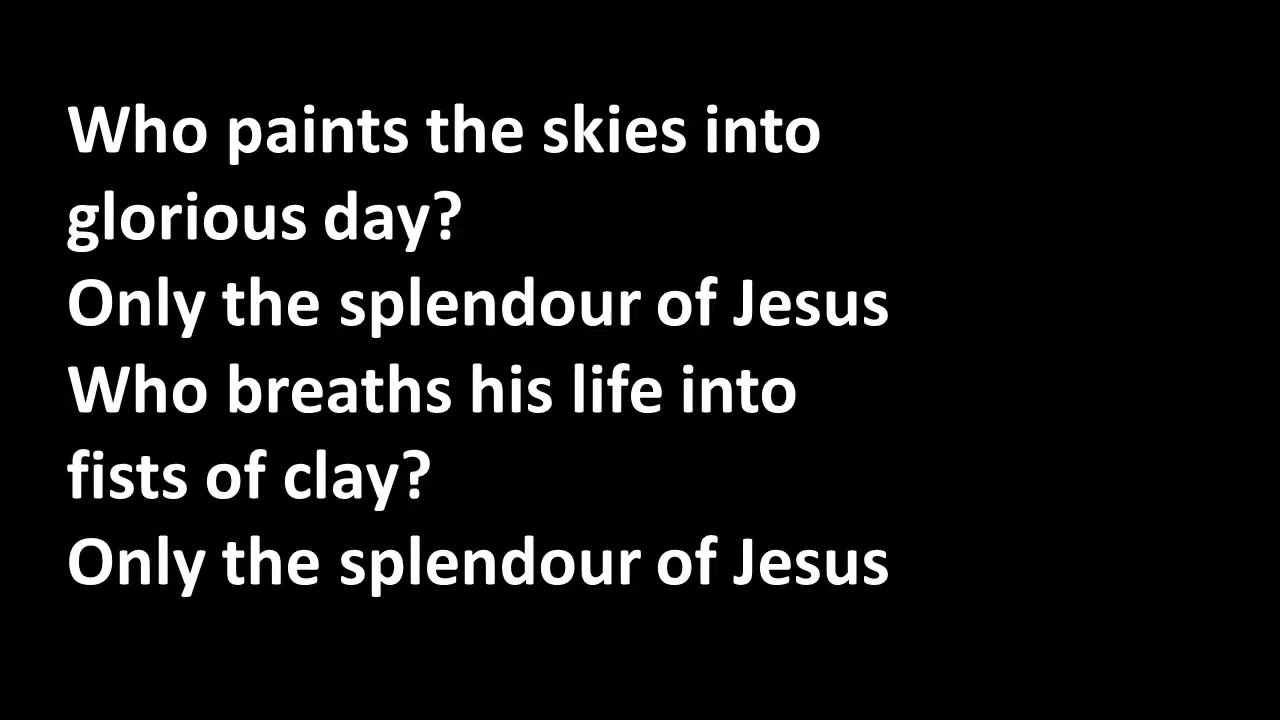 Who paints the skies into
glorious day?
Only the splendour of Jesus
Who breaths his life into
fists of clay?
Only the splendour of Jesus